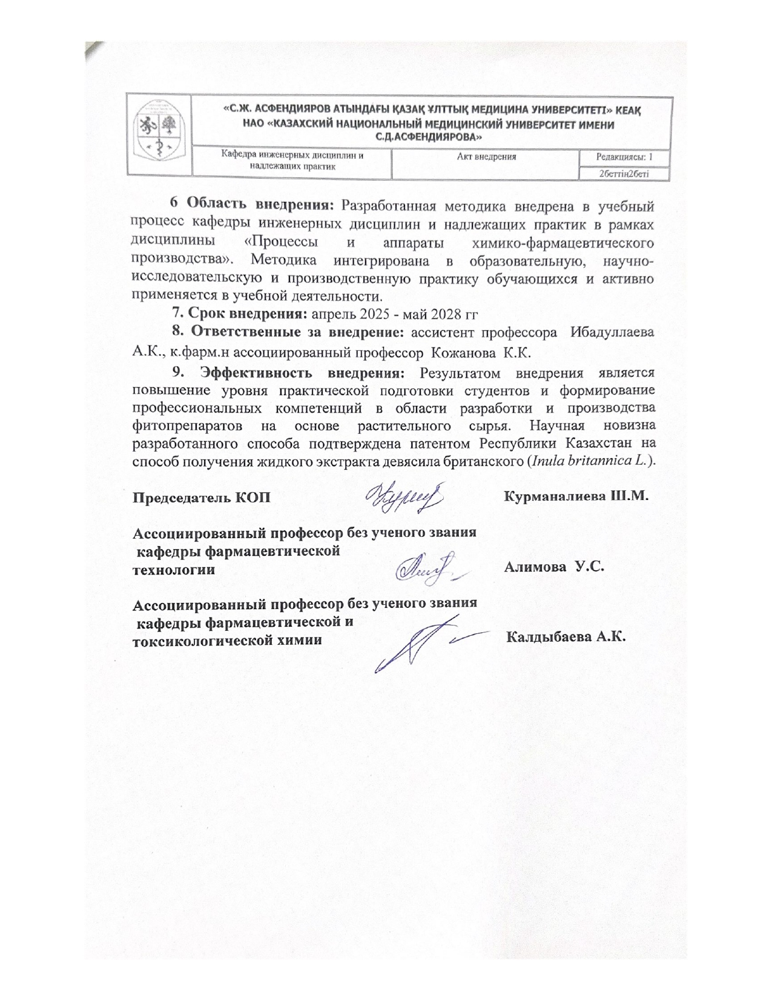 «С.Ж. АСФЕНДИЯРОВ АТЫНДАҒЫ ҚАЗАҚ ҰЛТТЫҚ МЕДИЦИНА УНИВЕРСИТЕТІ» КЕАҚ
НАО «КАЗАХСКИЙ НАЦИОНАЛЬНЫЙ МЕДИЦИНСКИЙ УНИВЕРСИТЕТ ИМЕНИ
С.Д.АСФЕНДИЯРОВА»
Кафедра инженерных дисциплин и
надлежащих практик
Акт внедрения
Редакциясы: 1
2беттің2беті
6 Область внедрения: Разработанная методика внедрена в учебный
процесс кафедры инженерных дисциплин и надлежащих практик в рамках
дисциплины «Процессы и аппараты химико-фармацевтического
производства». Методика интегрирована в образовательную, научно-
исследовательскую и производственную практику обучающихся и активно
применяется в учебной деятельности.
7. Срок внедрения: апрель 2025 - май 2028 гг
8. Ответственные за внедрение: ассистент профессора Ибадуллаева
А.К., к.фарм.н ассоциированный профессор Кожанова К.К.
9. Эффективность внедрения: Результатом внедрения является
повышение уровня практической подготовки студентов и формирование
профессиональных компетенций в области разработки и производства
фитопрепаратов на основе растительного сырья. Научная новизна
разработанного способа подтверждена патентом Республики Казахстан на
способ получения жидкого экстракта девясила британского (Inula britannica L.).
Председатель КОП Курманалиева Ш.М.
Ассоциированный профессор без ученого звания
кафедры фармацевтической
технологии Алимова У.С.
Ассоциированный профессор без ученого звания
кафедры фармацевтической и
токсикологической химии Калдыбаева А.К.